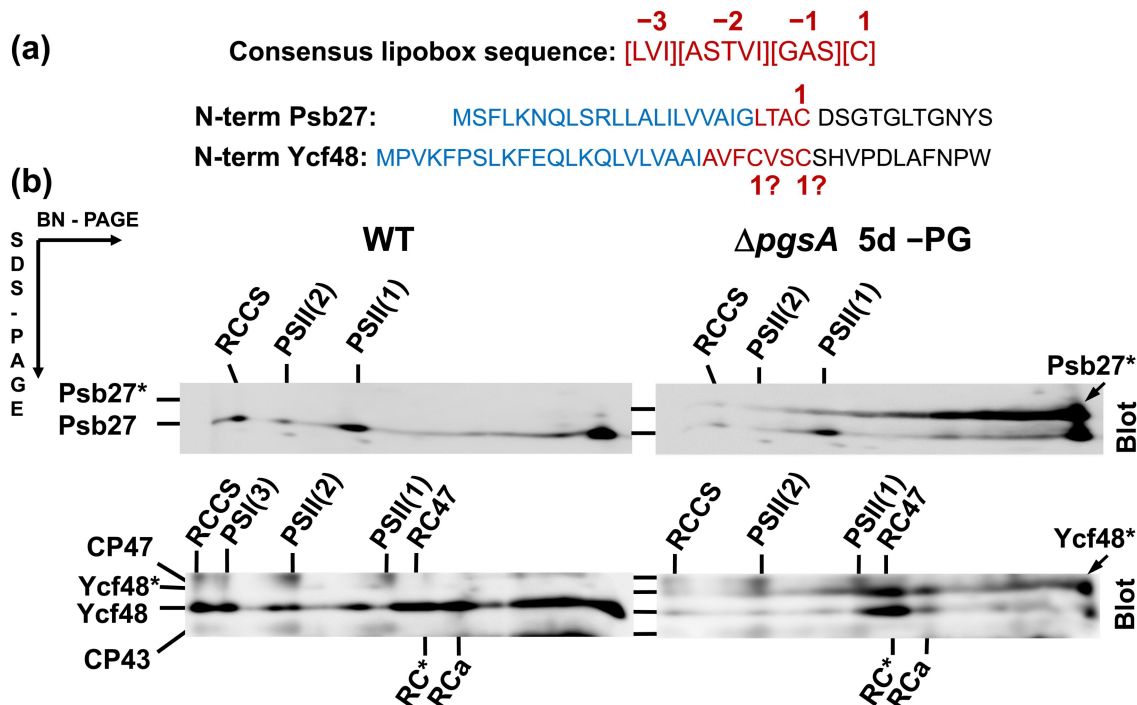 −3 −2 −1 1
(a) Consensus lipobox sequence: [LVI][ASTVI][GAS][C]
1
N-term Psb27: MSFLKNQLSRLLALILVVAIGLTAC DSGTGLTGNYS
N-term Ycf48: MPVKFPSLKFEQLKQLVLVAAIAVFCVSCSHVPDLAFNPW
1? 1?
(b)
BN - PAGE
SDS-PAGE
WT
ΔpgsA 5d −PG
RCCS PSII(2) PSII(1)
RCCS PSII(2) PSII(1)
Psb27*
Psb27*
Psb27
Blot
RCCS PSI(3) PSII(2) PSII(1) RC47
RCCS PSII(2) PSII(1) RC47
Ycf48*
CP47
Ycf48*
Ycf48
CP43
Blot
RC* RCa
RC* RCa